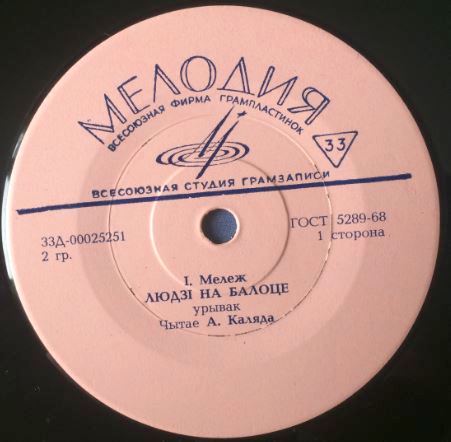 МЕЛОДИЯ
ВСЕСОЮЗНАЯ ФИРМА ГРАМПЛАСТИНОК
33
ВСЕСОЮЗНАЯ СТУДИЯ ГРАМЗАПИСИ
33Д-00025251
ГОСТ 5289-68
2 гр.
1 сторона
І. Мележ
ЛЮДЗІ НА БАЛОЦЕ
урывак
Чытае А. Каляда